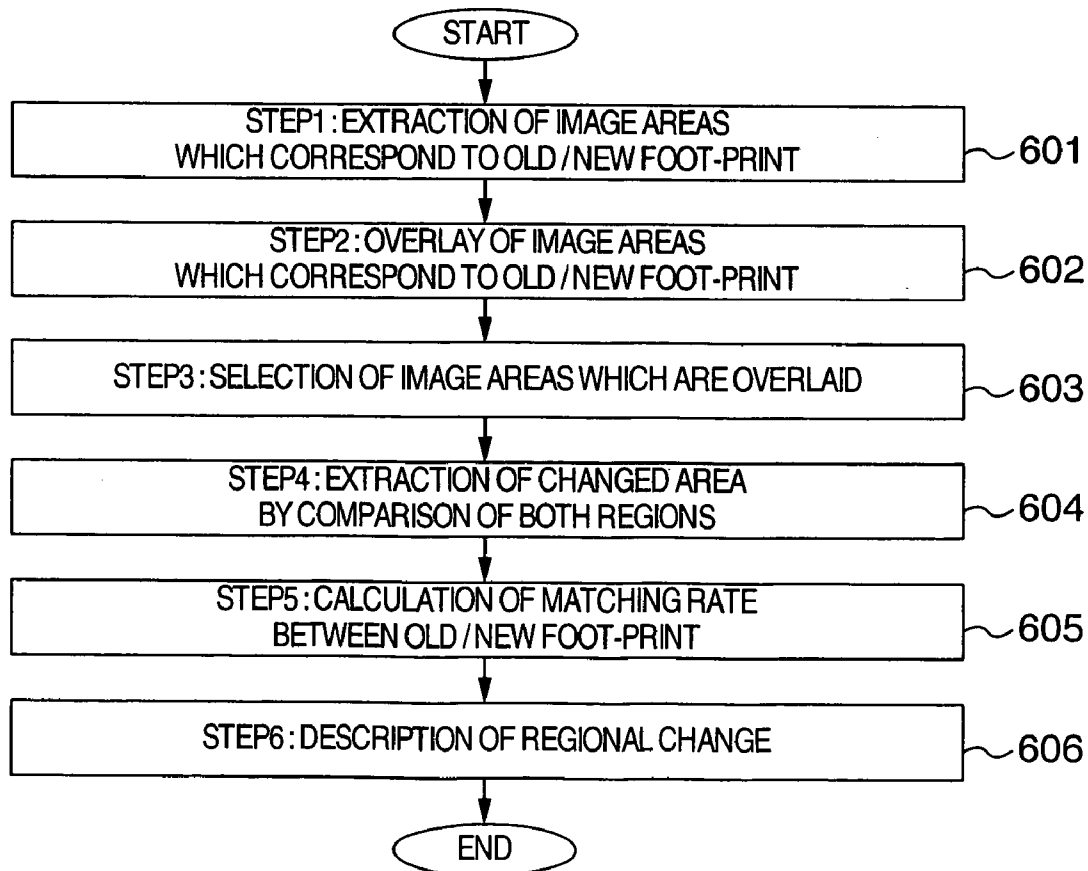 START
STEP1:EXTRACTION OF IMAGE AREAS
WHICH CORRESPOND TO OLD/NEW FOOT-PRINT
601
STEP2:OVERLAY OF IMAGE AREAS
WHICH CORRESPOND TO OLD/NEW FOOT-PRINT
602
STEP3:SELECTION OF IMAGE AREAS WHICH ARE OVERLAID
603
STEP4:EXTRACTION OF CHANGED AREA
BY COMPARISON OF BOTH REGIONS
604
STEP5:CALCULATION OF MATCHING RATE
BETWEEN OLD/NEW FOOT-PRINT
605
STEP6:DESCRIPTION OF REGIONAL CHANGE
606
END